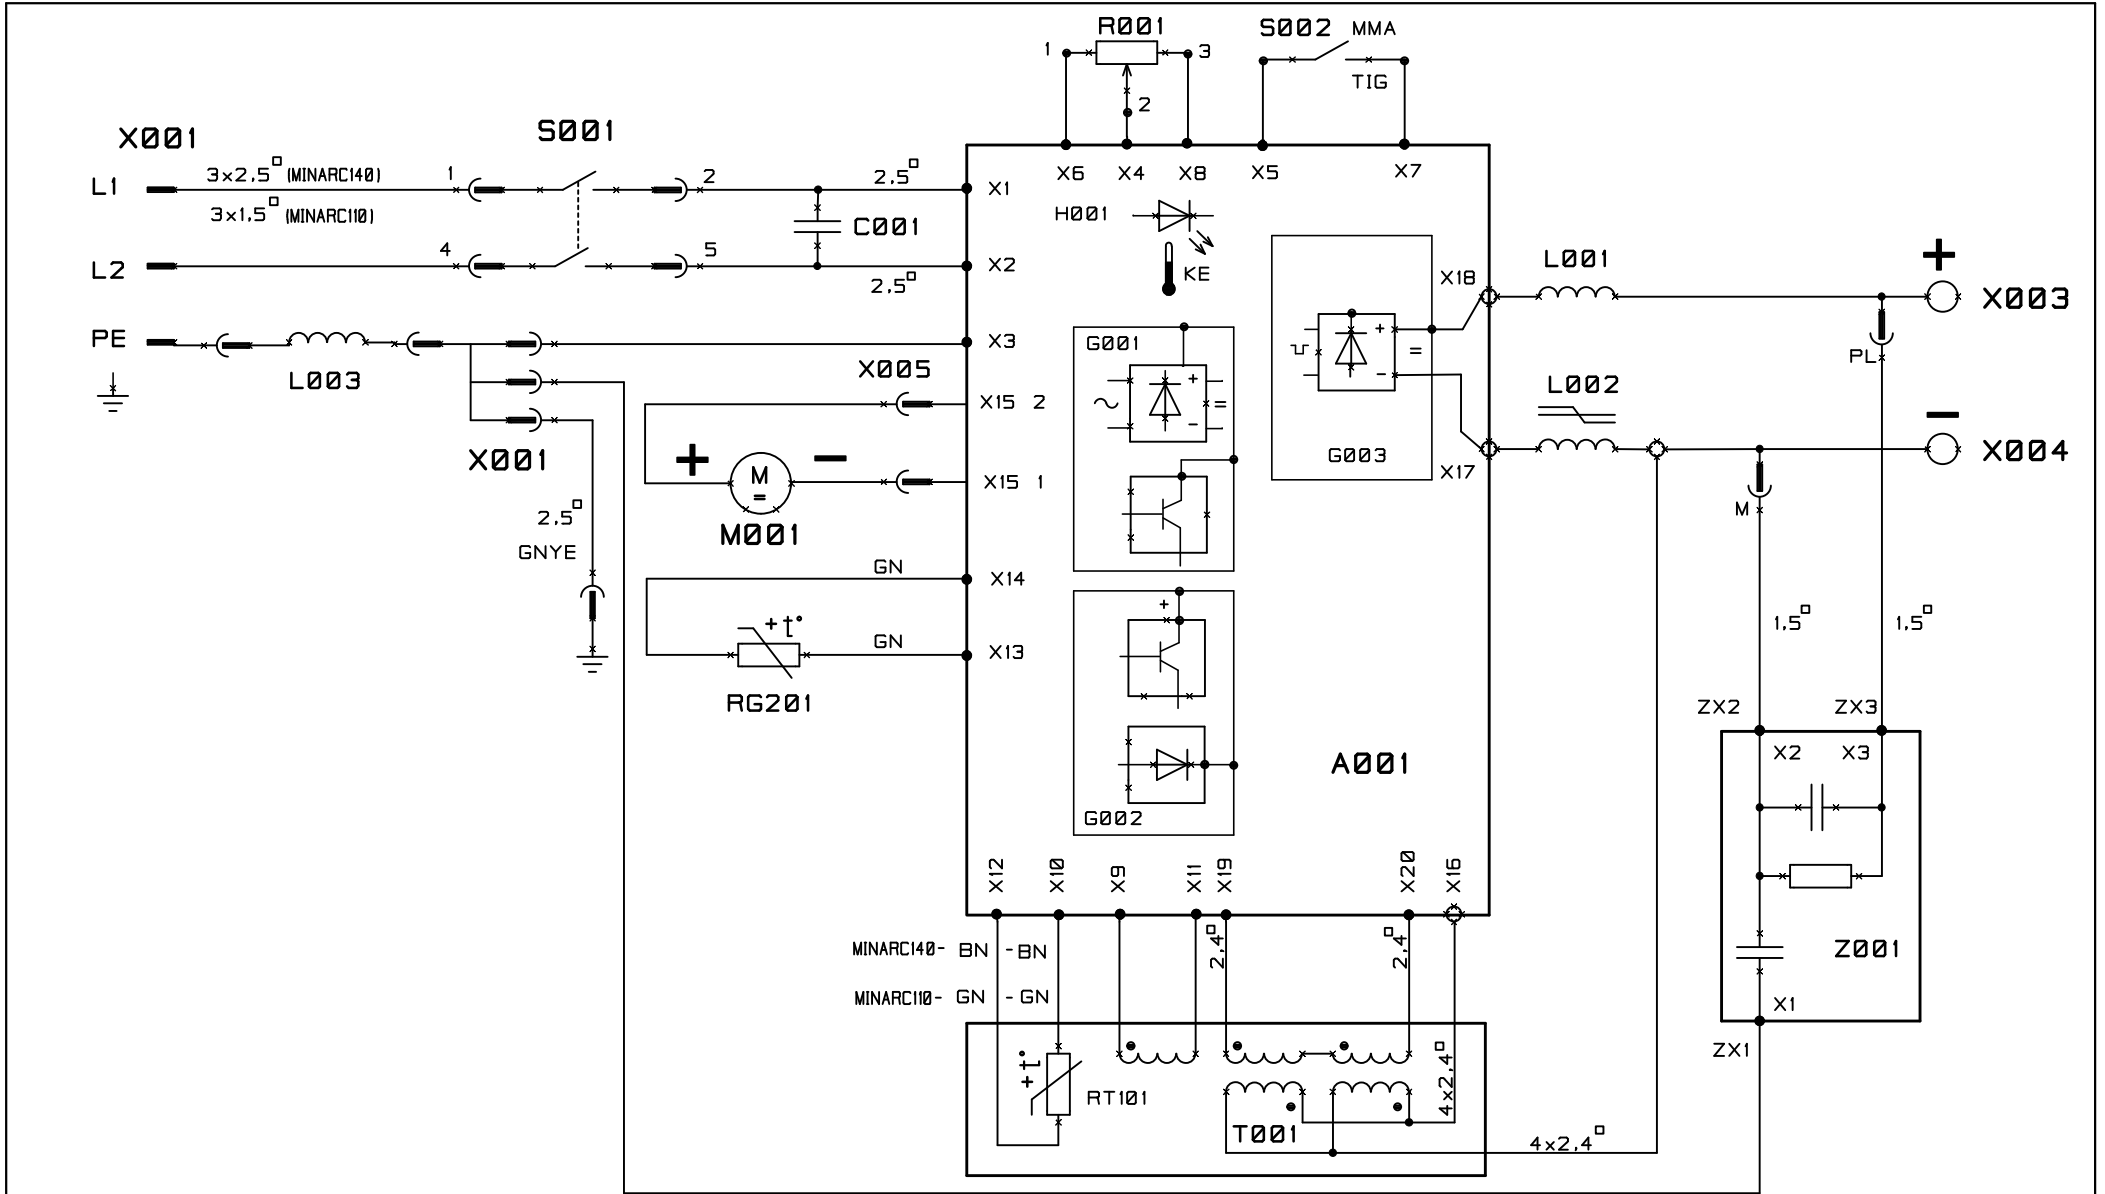 R001
1
3
2
S002 MMA
TIG
X001
S001
L1
3x2,5□ (MINARC140)
3x1,5□ (MINARC110)
1
2
2,5□
X1
X6
X4
X8
X5
X7
H001
C001
L2
4
5
2,5□
X2
KE
PE
L003
X3
X005
X15 2
X001
+
M
=
−
M001
X15 1
2,5□
GNYE
GN
X14
+t°
GN
X13
RG201
G001
+
=
−
+
G002
X18
+
=
−
G003
X17
A001
L001
+
X003
PL
L002
−
X004
M
1,5□
1,5□
ZX2
ZX3
X2
X3
Z001
X1
ZX1
X12
X10
X9
X11
X19
X20
X16
MINARC140- BN -BN
MINARC110- GN -GN
2,4□
2,4□
+t°
RT101
T001
4x2,4□
4x2,4□